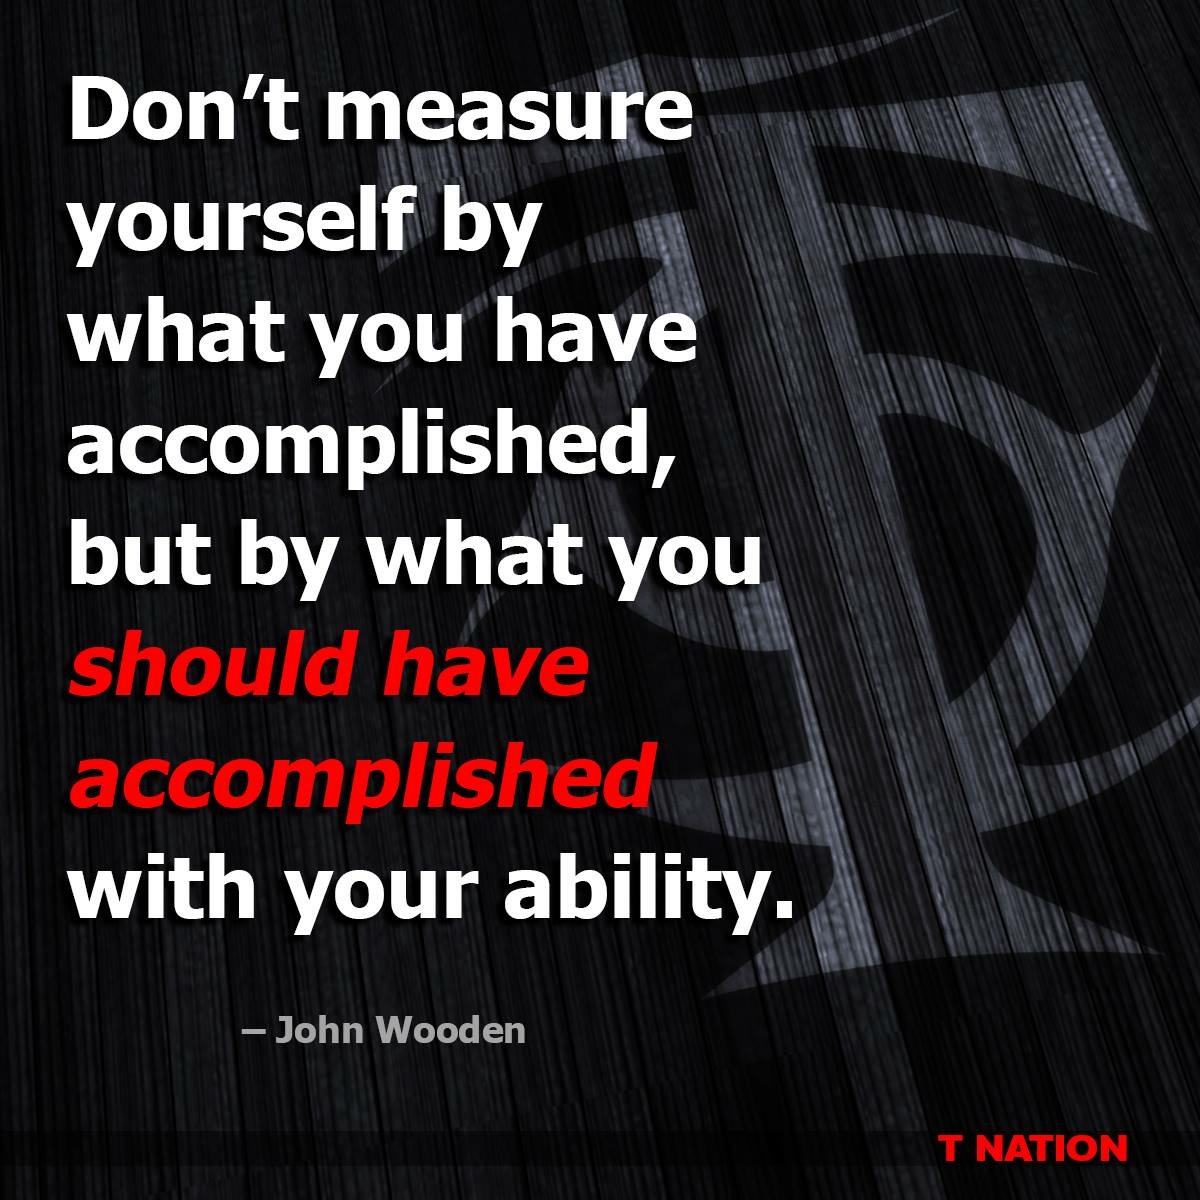 Don’t measure
yourself by
what you have
accomplished,
but by what you
should have
accomplished
with your ability.
– John Wooden
T NATION